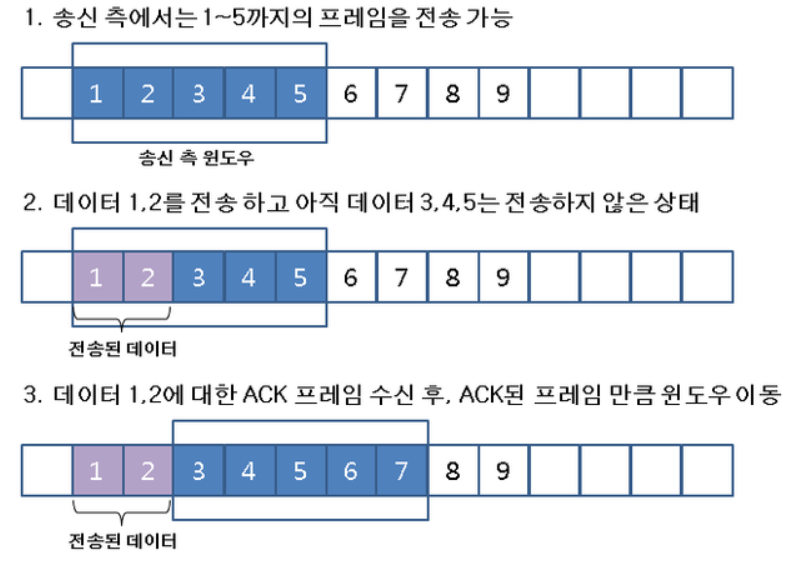 1. 송신 측에서는 1~5까지의 프레임을 전송 가능
1 2 3 4 5 6 7 8 9
송신 측 윈도우
2. 데이터 1,2를 전송 하고 아직 데이터 3,4,5는 전송하지 않은 상태
1 2 3 4 5 6 7 8 9
전송된 데이터
3. 데이터 1,2에 대한 ACK 프레임 수신 후, ACK된 프레임 만큼 윈도우 이동
1 2 3 4 5 6 7 8 9
전송된 데이터